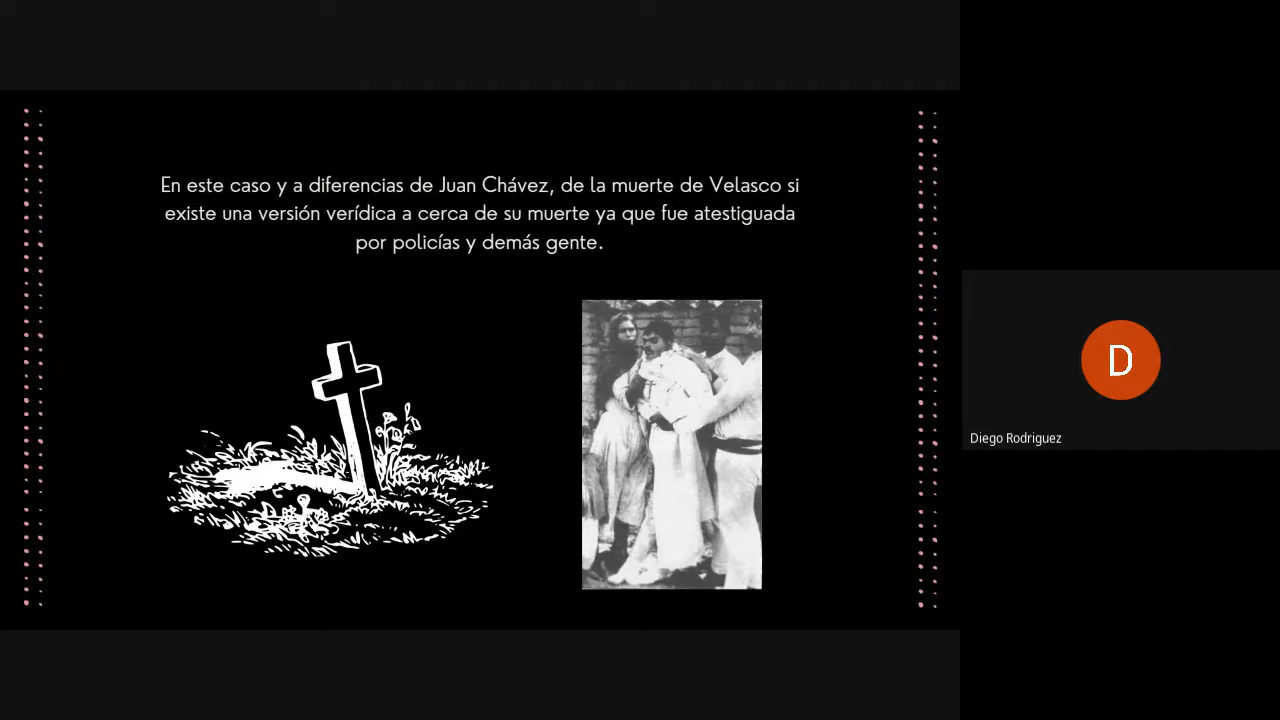 En este caso y a diferencias de Juan Chávez, de la muerte de Velasco si
existe una versión verídica a cerca de su muerte ya que fue atestiguada
por policías y demás gente.
D
Diego Rodriguez